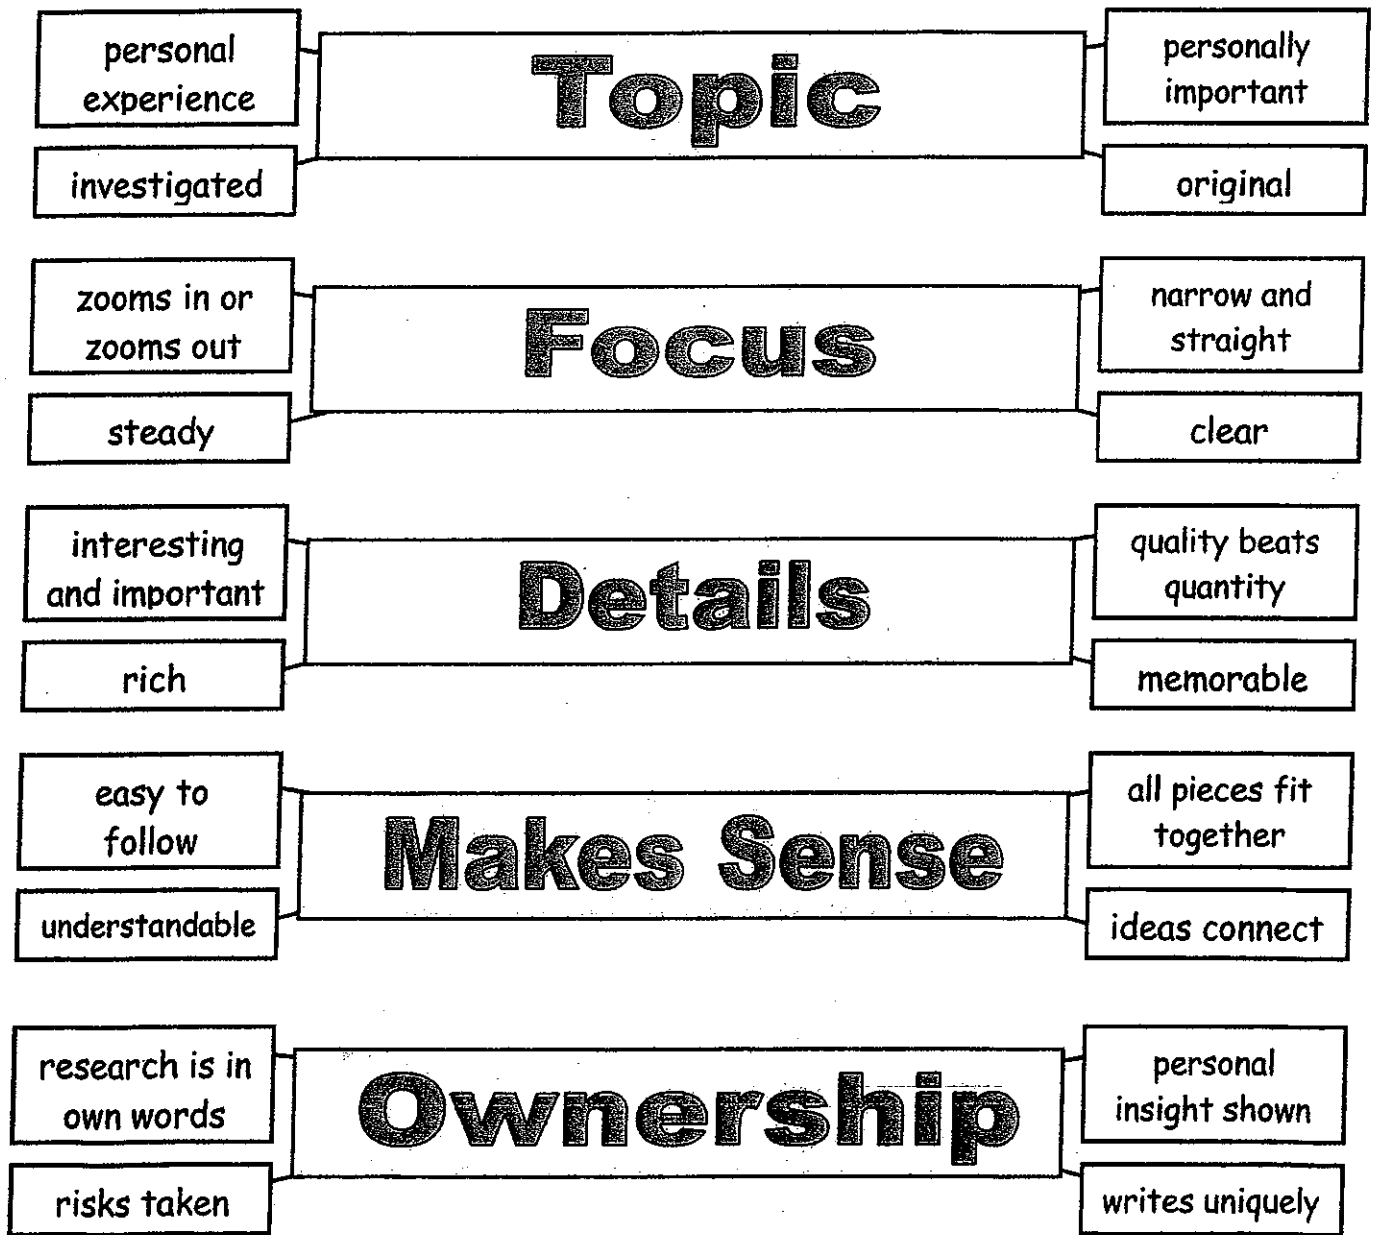 personal
experience
investigated
Topic
personally
important
original
zooms in or
zooms out
steady
Focus
narrow and
straight
clear
interesting
and important
rich
Details
quality beats
quantity
memorable
easy to
follow
understandable
Makes Sense
all pieces fit
together
ideas connect
research is in
own words
risks taken
Ownership
personal
insight shown
writes uniquely